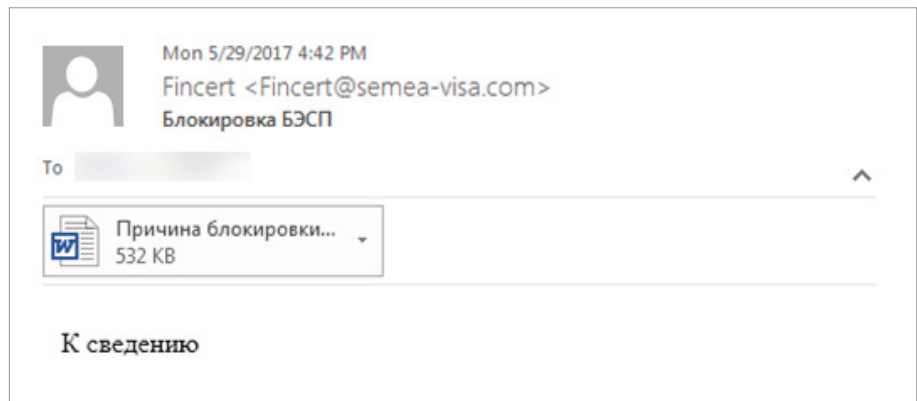 Mon 5/29/2017 4:42 PM
Fincert <Fincert@semea-visa.com>
Блокировка БЭСП
To
Причина блокировки...
532 KB
К сведению